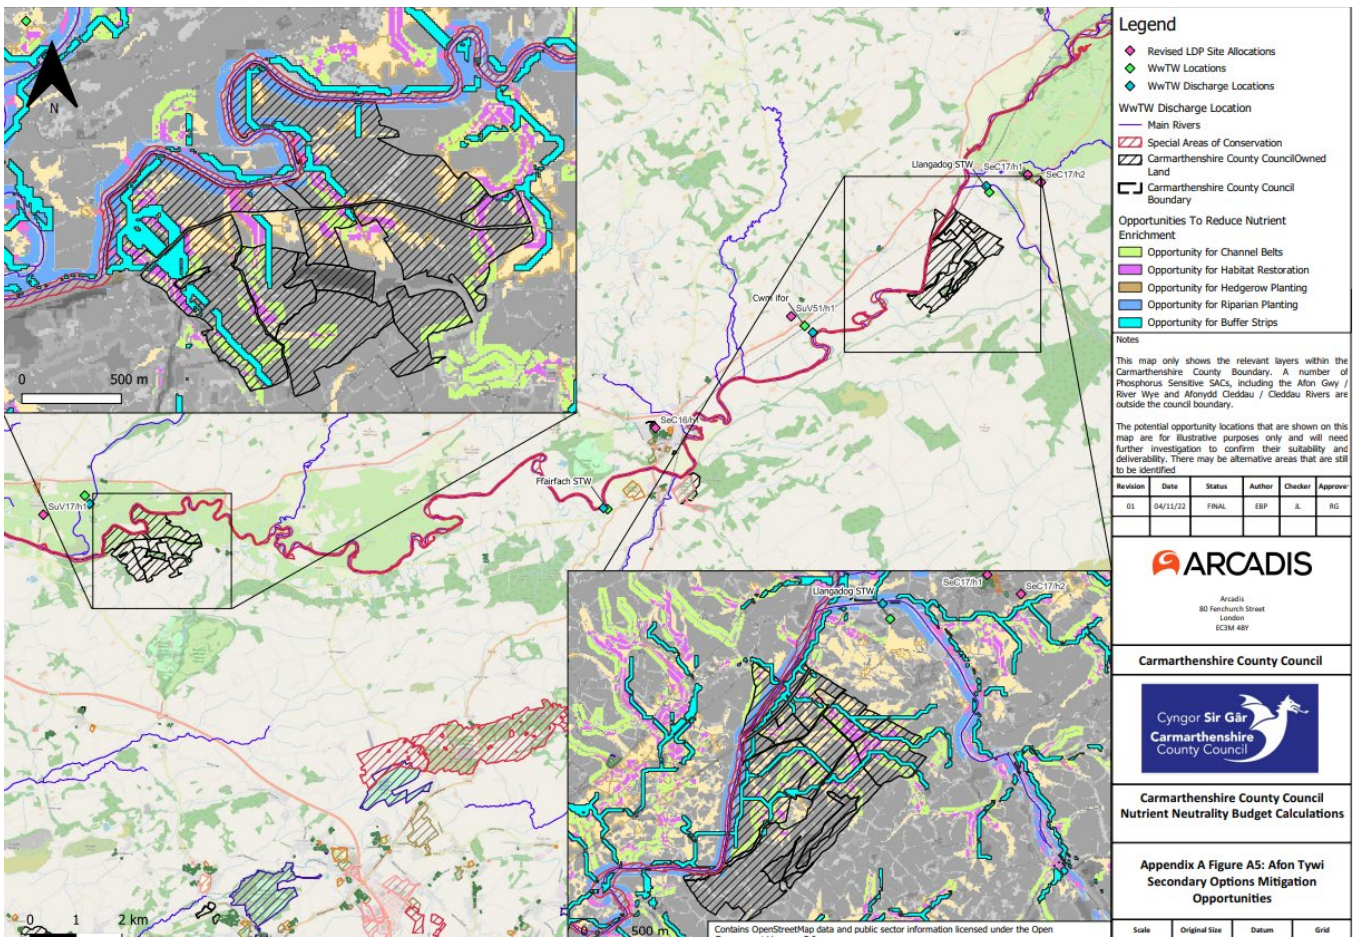 N
0 500 m
Llangadog STW
SeC17/h1
SeC17/h2
Cwm ifor
SuV51/h1
SeC16/h1
Ffairfach STW
SuV17/h1
SeC17/h1
SeC17/h2
Llangadog STW
0 1 2 km
0 500 m
Contains OpenStreetMap data and public sector information licensed under the Open
Legend
Revised LDP Site Allocations
WwTW Locations
WwTW Discharge Locations
WwTW Discharge Location
Main Rivers
Special Areas of Conservation
Carmarthenshire County CouncilOwned
Land
Carmarthenshire County Council
Boundary
Opportunities To Reduce Nutrient
Enrichment
Opportunity for Channel Belts
Opportunity for Habitat Restoration
Opportunity for Hedgerow Planting
Opportunity for Riparian Planting
Opportunity for Buffer Strips
Notes
This map only shows the relevant layers within the
Carmarthenshire County Boundary. A number of
Phosphorus Sensitive SACs, including the Afon Gwy /
River Wye and Afonydd Cleddau / Cleddau Rivers are
outside the council boundary.
The potential opportunity locations that are shown on this
map are for illustrative purposes only and will need
further investigation to confirm their suitability and
deliverability. There may be alternative areas that are still
to be identified
Revision Date Status Author Checker Approve
01 04/11/22 FINAL EBP JL RG
ARCADIS
Arcadis
80 Fenchurch Street
London
EC3M 4BY
Carmarthenshire County Council
Cyngor Sir Gâr
Carmarthenshire
County Council
Carmarthenshire County Council
Nutrient Neutrality Budget Calculations
Appendix A Figure A5: Afon Tywi
Secondary Options Mitigation
Opportunities
Scale Original Size Datum Grid